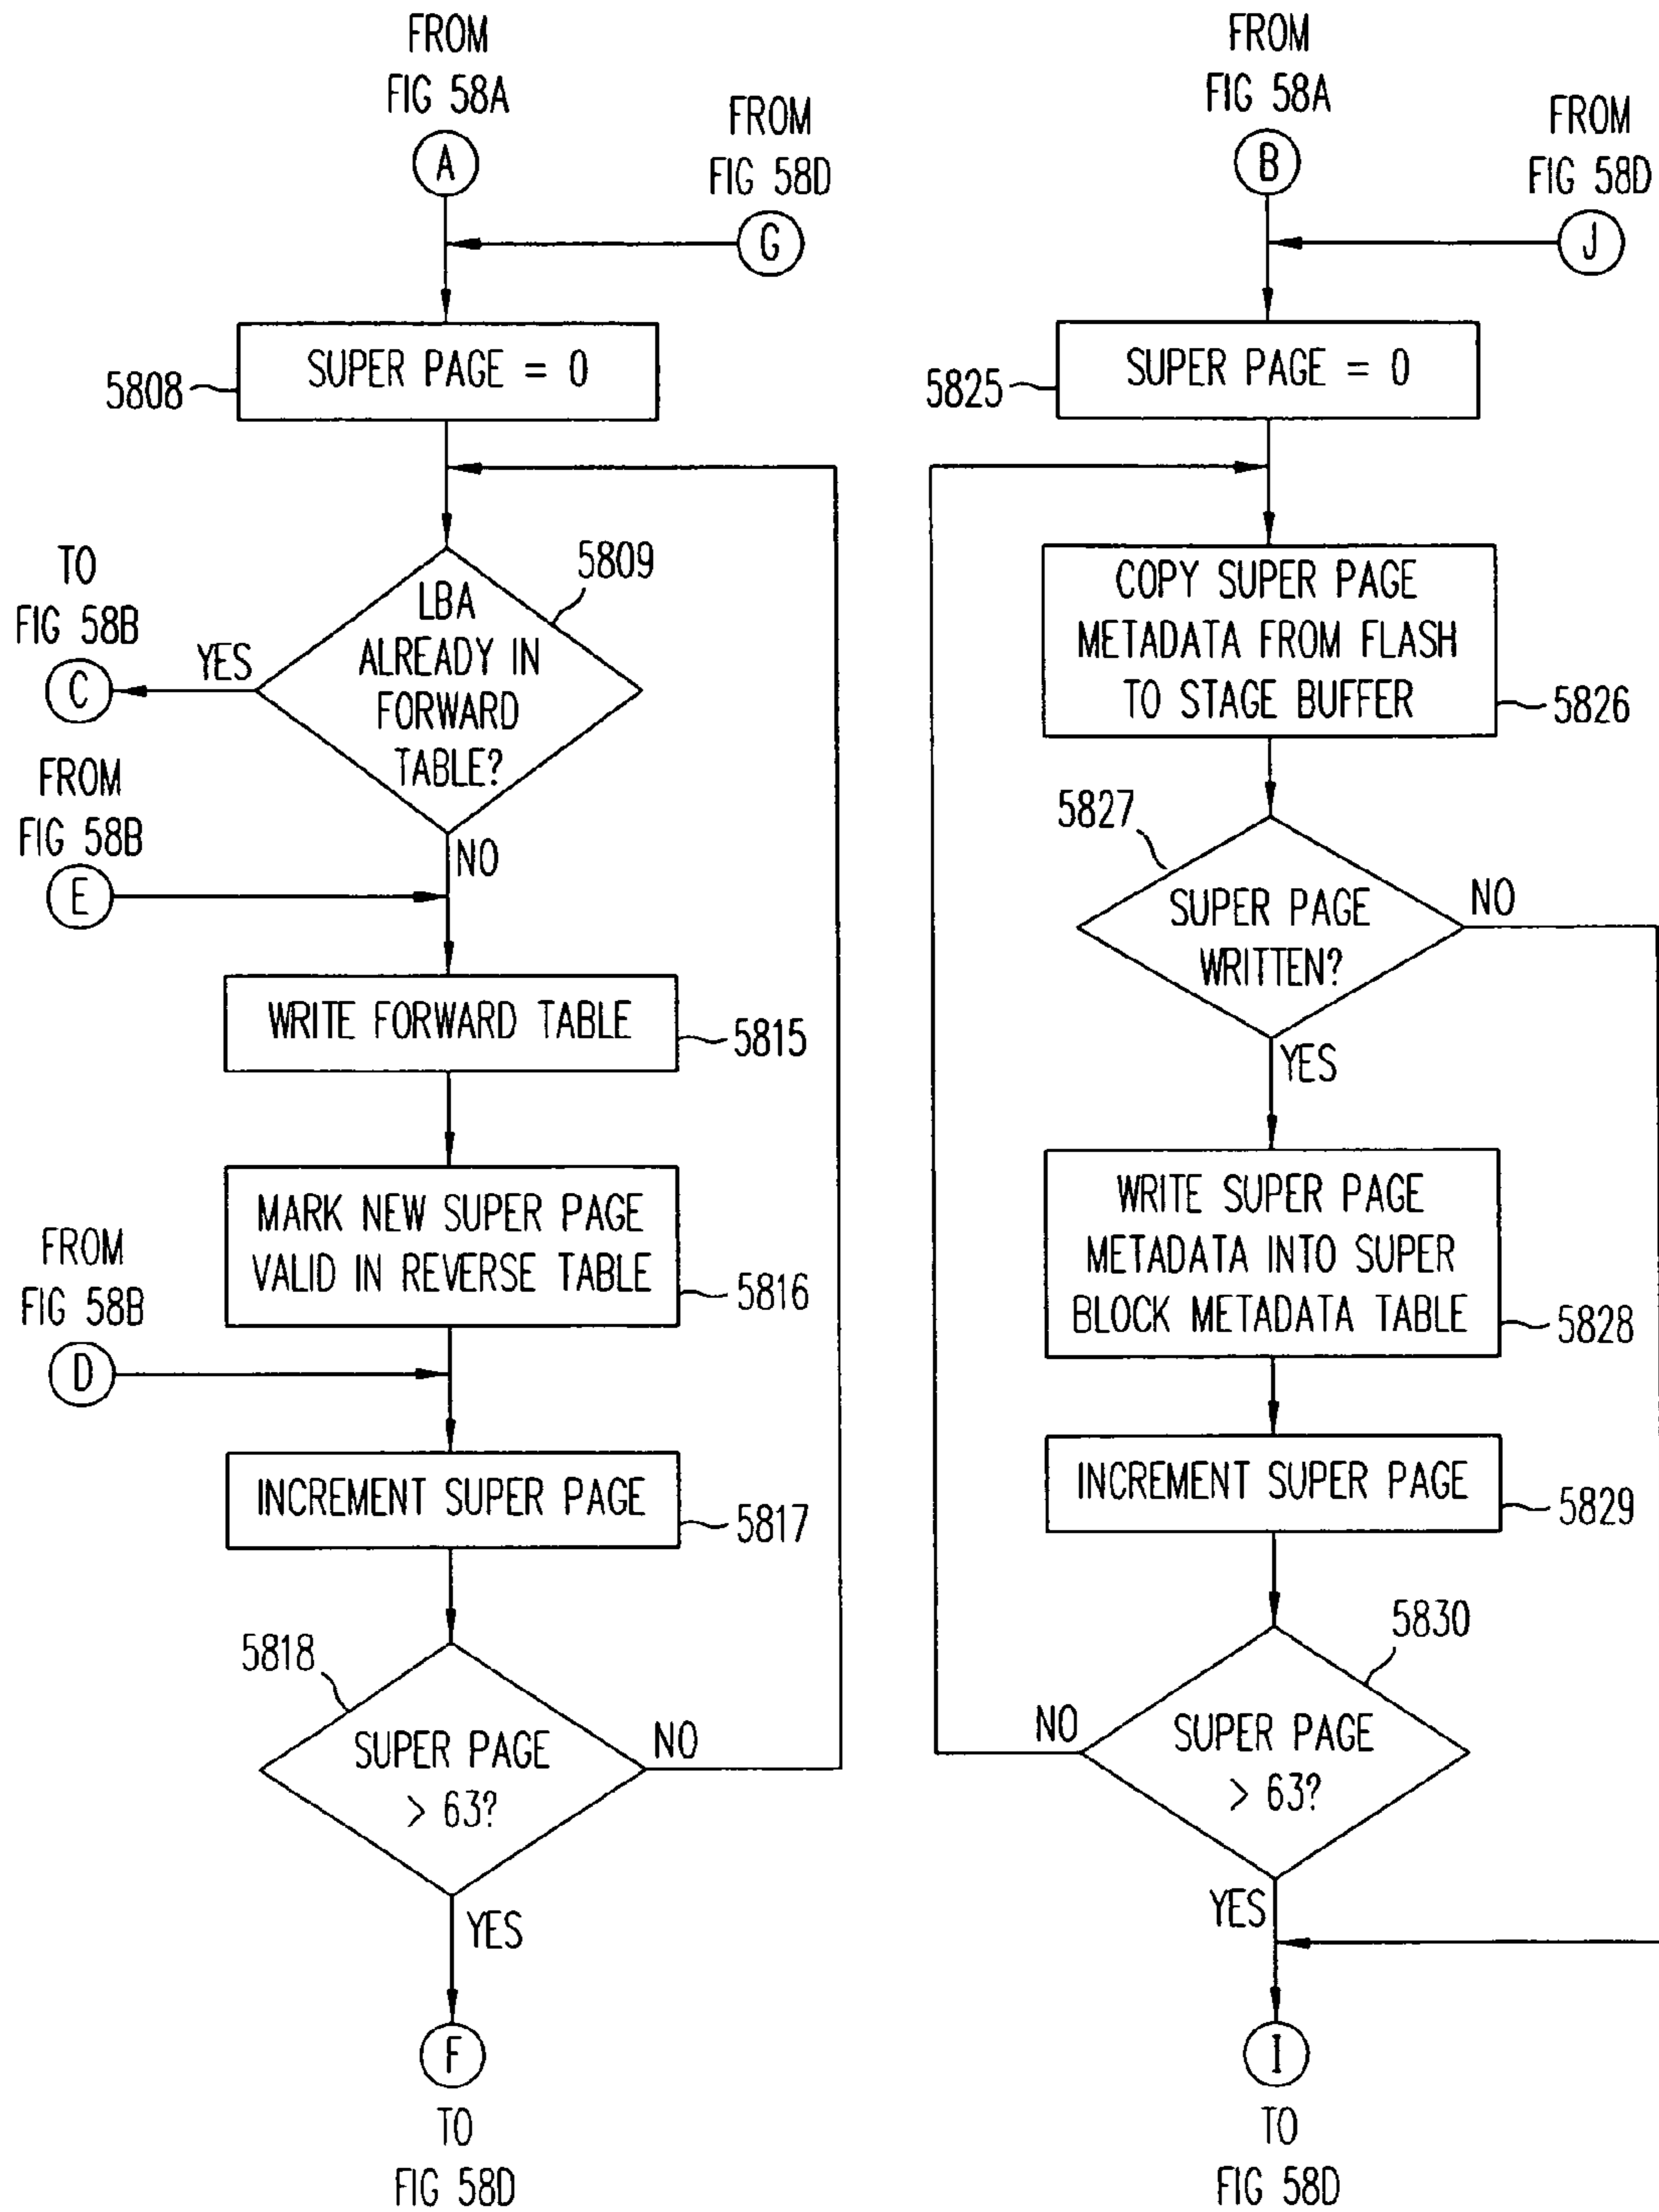 FROM
FIG 58A
A
FROM
FIG 58D
G
SUPER PAGE = 0
5808
LBA
ALREADY IN
FORWARD
TABLE?
5809
YES
TO
FIG 58B
C
NO
FROM
FIG 58B
E
WRITE FORWARD TABLE
5815
MARK NEW SUPER PAGE
VALID IN REVERSE TABLE
5816
FROM
FIG 58B
D
INCREMENT SUPER PAGE
5817
5818
SUPER PAGE
> 63?
NO
YES
F
TO
FIG 58D
FROM
FIG 58A
B
FROM
FIG 58D
J
SUPER PAGE = 0
5825
COPY SUPER PAGE
METADATA FROM FLASH
TO STAGE BUFFER
5826
5827
SUPER PAGE
WRITTEN?
NO
YES
WRITE SUPER PAGE
METADATA INTO SUPER
BLOCK METADATA TABLE
5828
INCREMENT SUPER PAGE
5829
5830
SUPER PAGE
> 63?
NO
YES
I
TO
FIG 58D